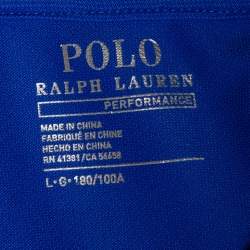 POLO
RALPH LAUREN
PERFORMANCE
MADE IN CHINA
FABRIQUÉ EN CHINE
HECHO EN CHINA
RN 41381/CA 56658
L·G·180/100A